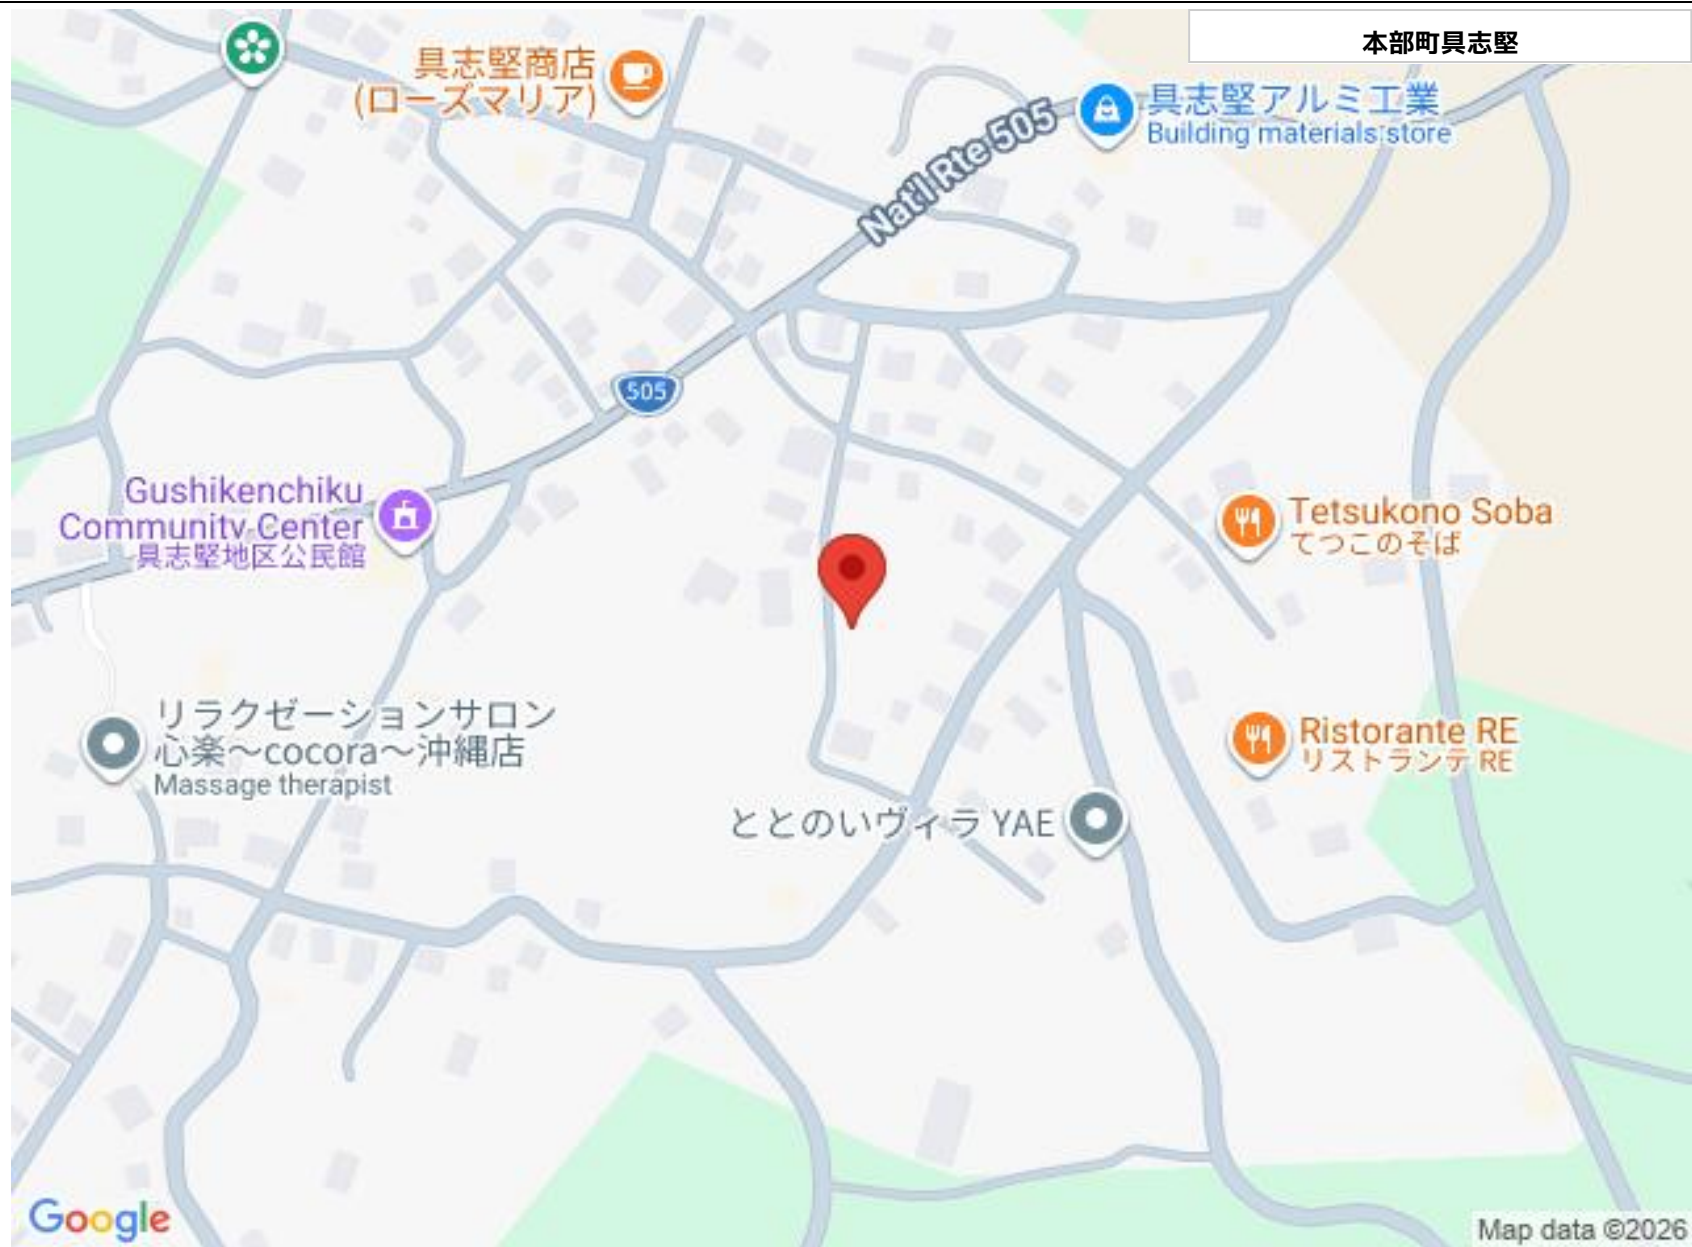 本部町具志堅
具志堅商店
(ローズマリア)
具志堅アルミ工業
Building materials store
Nat'l Rte 505
505
Gushikenchiku
Community Center
具志堅地区公民館
Tetsukono Soba
てつこのそば
リラクゼーションサロン
心楽〜cocora〜沖縄店
Massage therapist
Ristorante RE
リストランテ RE
ととのいヴィラ YAE
Google
Map data ©2026